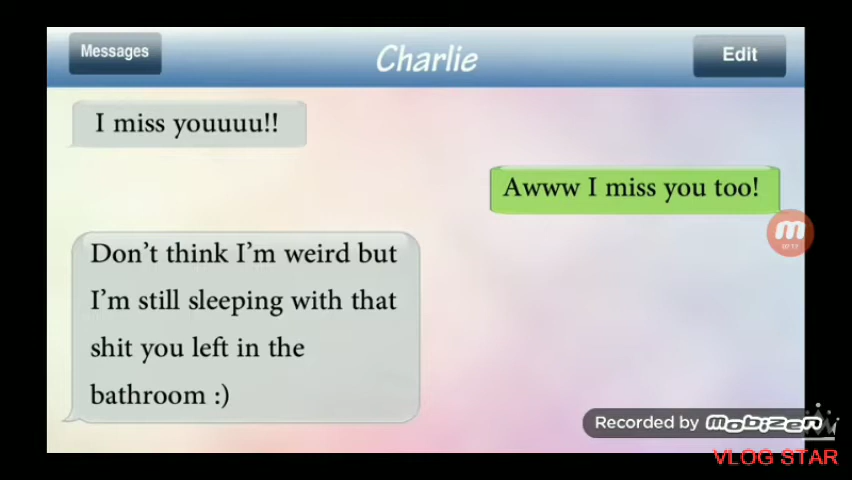 Messages
Charlie
Edit
I miss youuuu!!
Awww I miss you too!
Don't think I'm weird but
I'm still sleeping with that
shit you left in the
bathroom :)
Recorded by mobizen
VLOG STAR